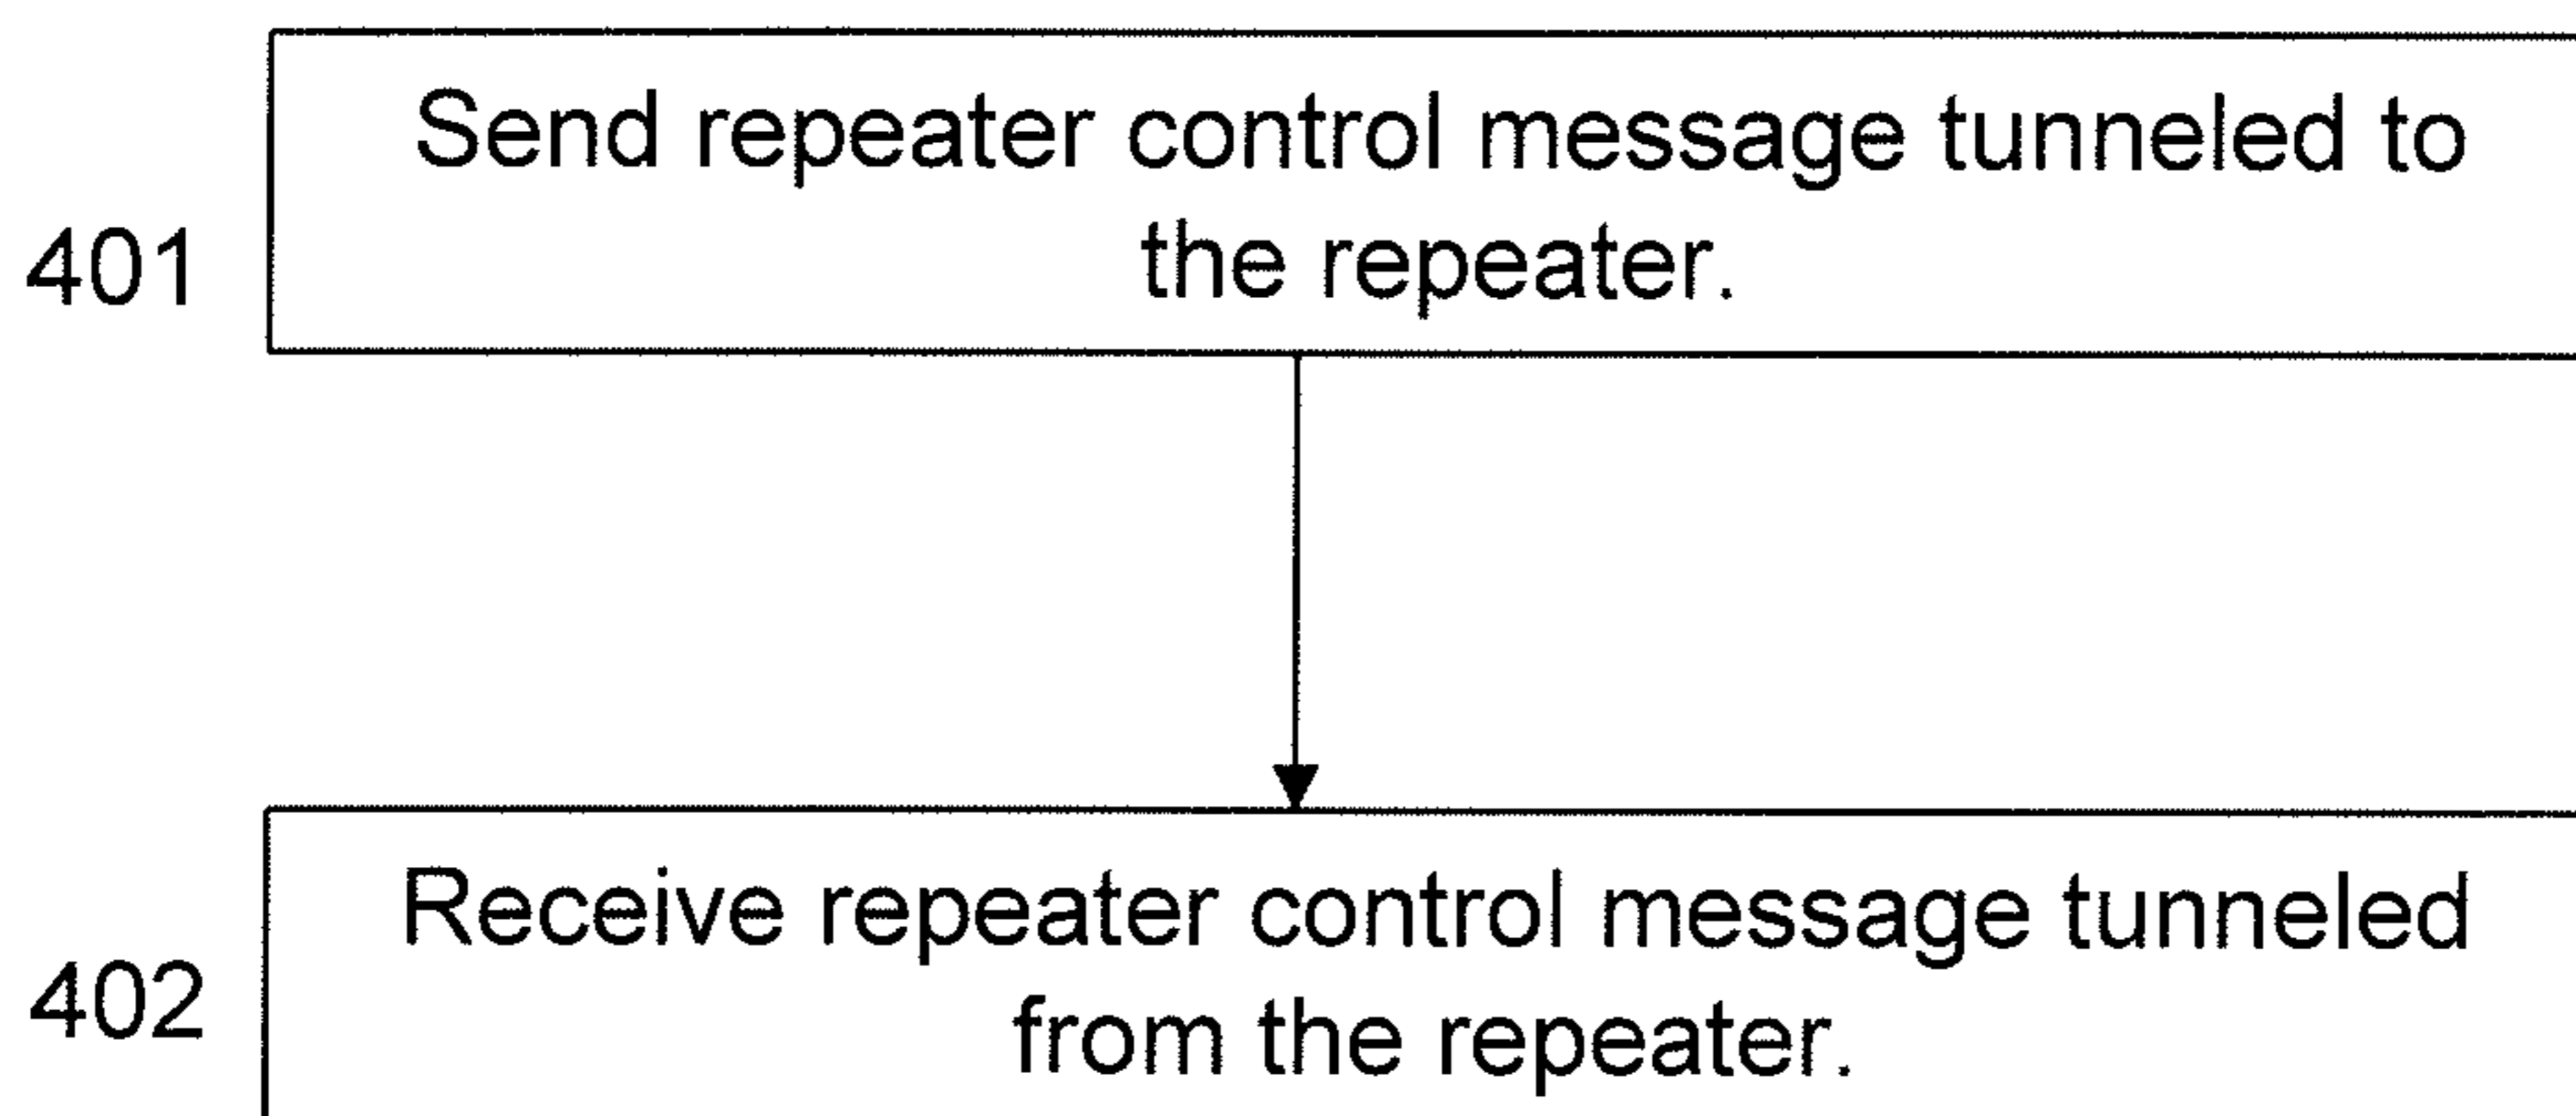 Send repeater control message tunneled to
the repeater.
401
Receive repeater control message tunneled
from the repeater.
402